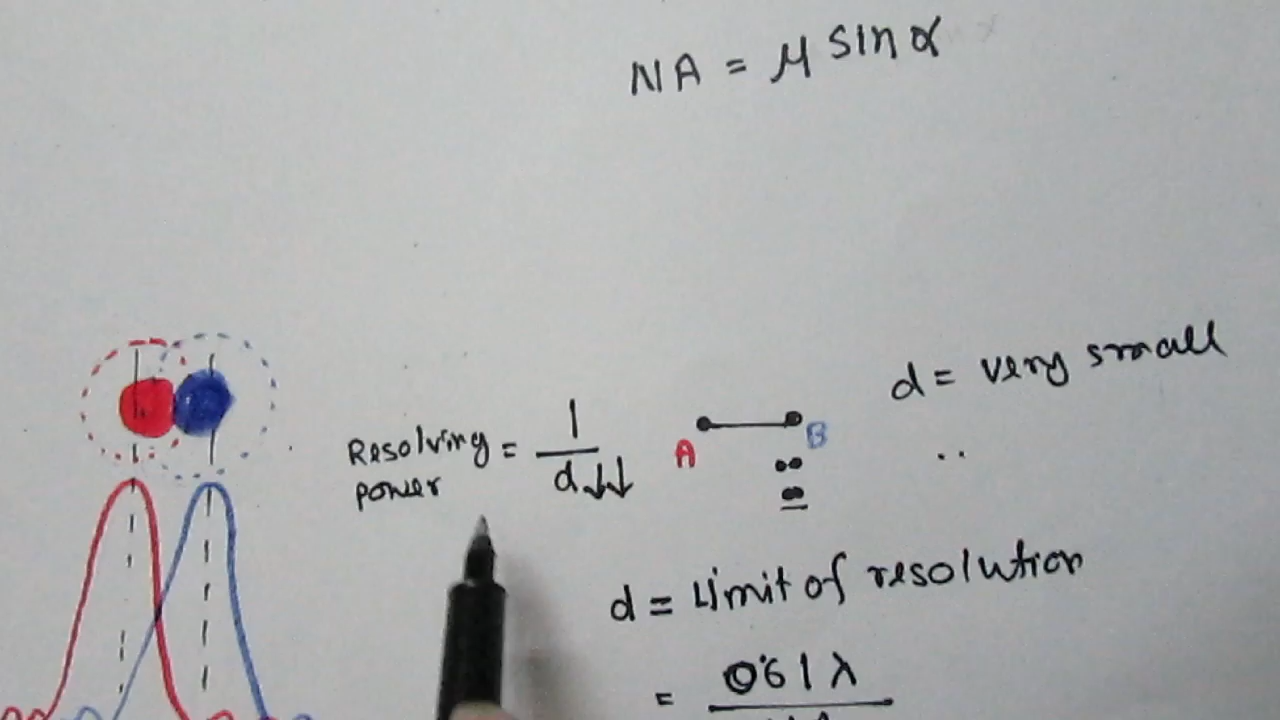 NA = μ sin α
d = very small
Resolving power = 1/d↓↓
A B
d = Limit of resolution
= 0.61 λ